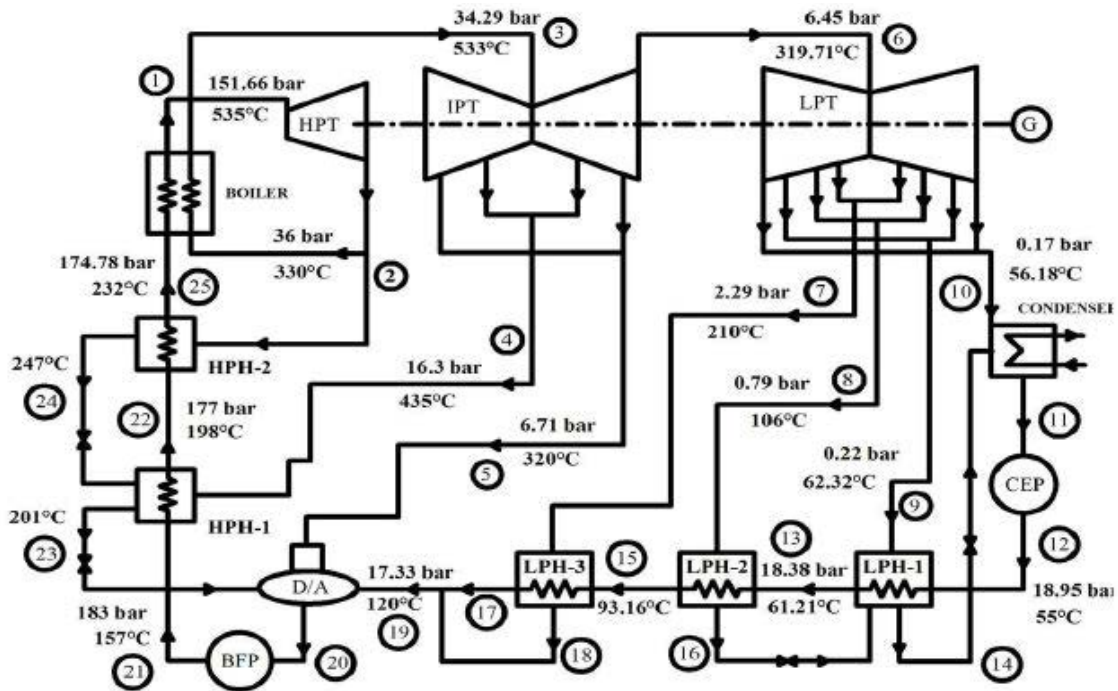 34.29 bar
3
533°C
6.45 bar
6
319.71°C
1
151.66 bar
535°C
HPT
IPT
LPT
G
BOILER
36 bar
330°C
2
174.78 bar
232°C
25
0.17 bar
56.18°C
10
CONDENSER
7
2.29 bar
210°C
4
HPH-2
247°C
24
16.3 bar
435°C
8
0.79 bar
106°C
22
177 bar
198°C
6.71 bar
320°C
5
11
0.22 bar
62.32°C
9
CEP
201°C
23
HPH-1
12
13
15
LPH-3
LPH-2
LPH-1
18.38 bar
61.21°C
93.16°C
18.95 bar
55°C
D/A
17.33 bar
120°C
17
19
183 bar
157°C
21
BFP
20
18
16
14